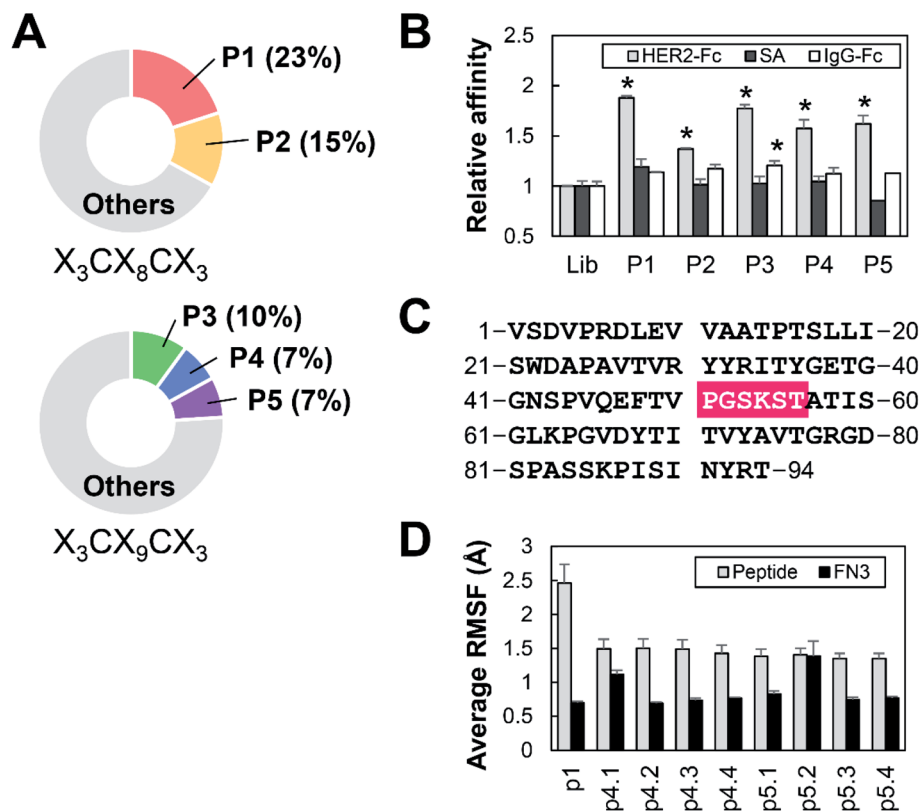 A
P1 (23%)
P2 (15%)
Others
X₃CX₈CX₃
P3 (10%)
P4 (7%)
P5 (7%)
Others
X₃CX₉CX₃
B
Relative affinity
2.5
2
1.5
1
0.5
HER2-Fc SA IgG-Fc
* * * * * *
Lib P1 P2 P3 P4 P5
C
1–VSDVPRDLEV VAATPTSLLI–20
21–SWDAPAVTVR YYRITYGETG–40
41–GNSPVQEFTV PGSKSTATIS–60
61–GLKPGVDYTI TVYAVTGRGD–80
81–SPASSKPISI NYRT–94
D
Average RMSF (Å)
3
2.5
2
1.5
1
0.5
0
Peptide FN3
p1 p4.1 p4.2 p4.3 p4.4 p5.1 p5.2 p5.3 p5.4